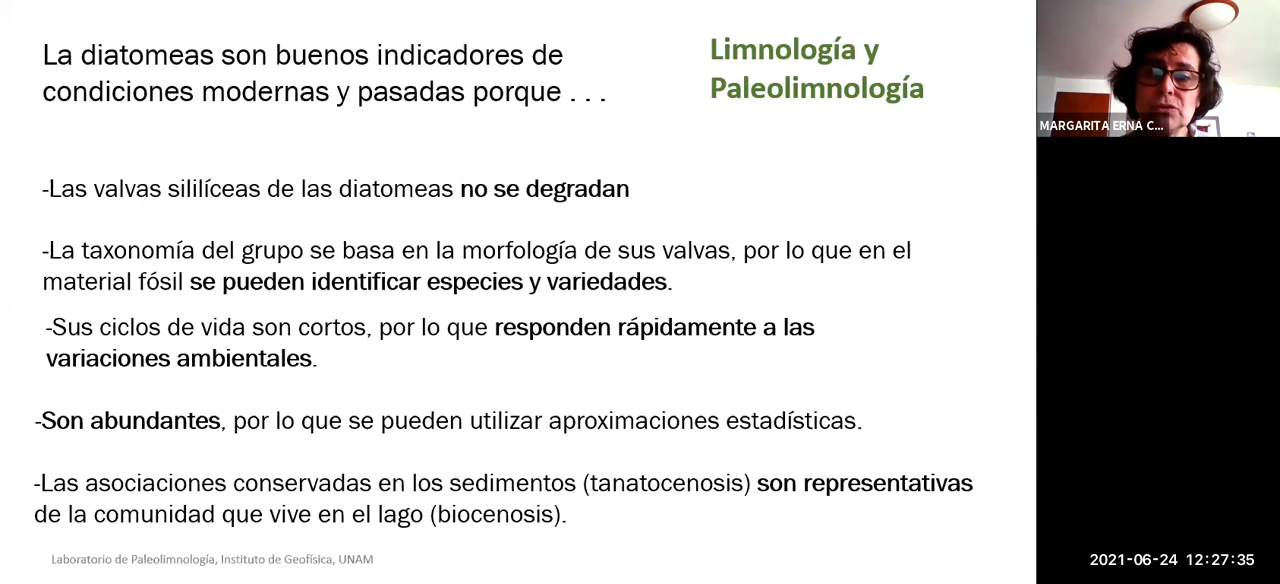 La diatomeas son buenos indicadores de
condiciones modernas y pasadas porque . . .
Limnología y
Paleolimnología
-Las valvas sililíceas de las diatomeas no se degradan
-La taxonomía del grupo se basa en la morfología de sus valvas, por lo que en el
material fósil se pueden identificar especies y variedades.
-Sus ciclos de vida son cortos, por lo que responden rápidamente a las
variaciones ambientales.
-Son abundantes, por lo que se pueden utilizar aproximaciones estadísticas.
-Las asociaciones conservadas en los sedimentos (tanatocenosis) son representativas
de la comunidad que vive en el lago (biocenosis).
Laboratorio de Paleolimnología, Instituto de Geofísica, UNAM
MARGARITA ERNA C...
2021-06-24 12:27:35